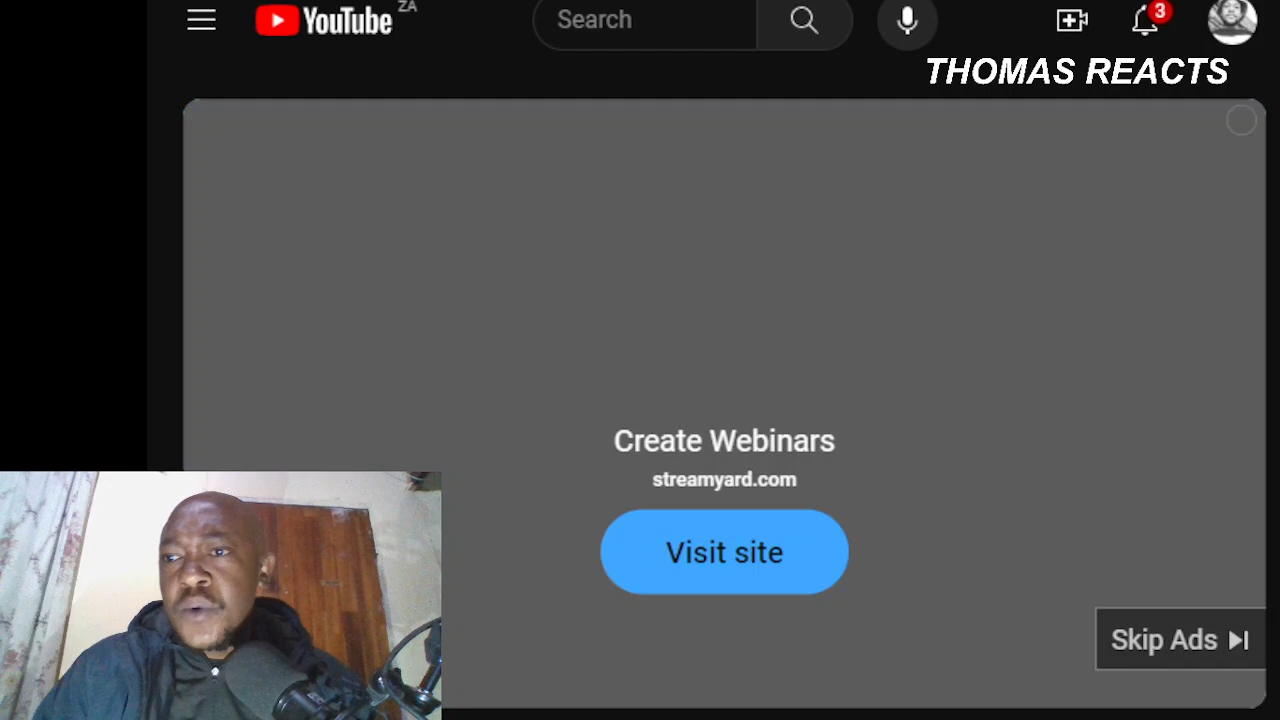 YouTube ZA
Search
3
THOMAS REACTS
Create Webinars
streamyard.com
Visit site
Skip Ads